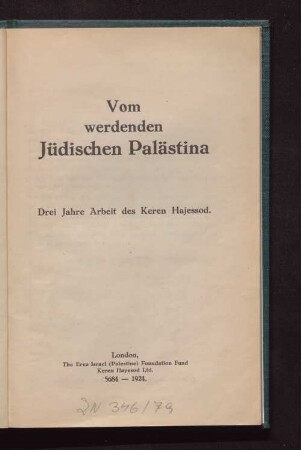 Vom
werdenden
Jüdischen Palästina
Drei Jahre Arbeit des Keren Hajessod.
London,
The Erez-Israel (Palestine) Foundation Fund
Keren Hayesod Ltd.
5684 — 1924.
2N 346/79